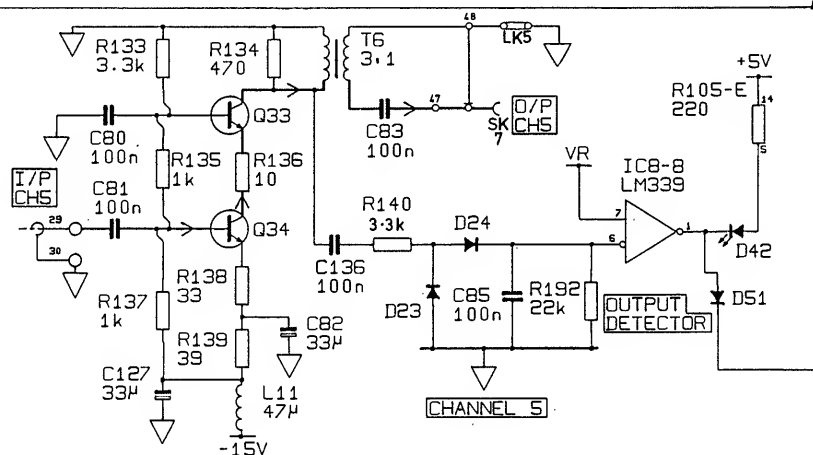 R133
3.3k
R134
470
T6
3.1
48
LK5
+5V
R105-E
220
14
5
Q33
C80
100n
47
C83
100n
SK
7
O/P
CH5
R135
1k
R136
10
VR
IC8-8
LM339
I/P
CH5
C81
100n
29
30
Q34
R140
3.3k
D24
7
6
1
D42
C136
100n
R138
33
D23
C85
100n
R192
22k
OUTPUT
DETECTOR
D51
R137
1k
C82
33µ
R139
39
C127
33µ
L11
47µ
-15V
CHANNEL 5